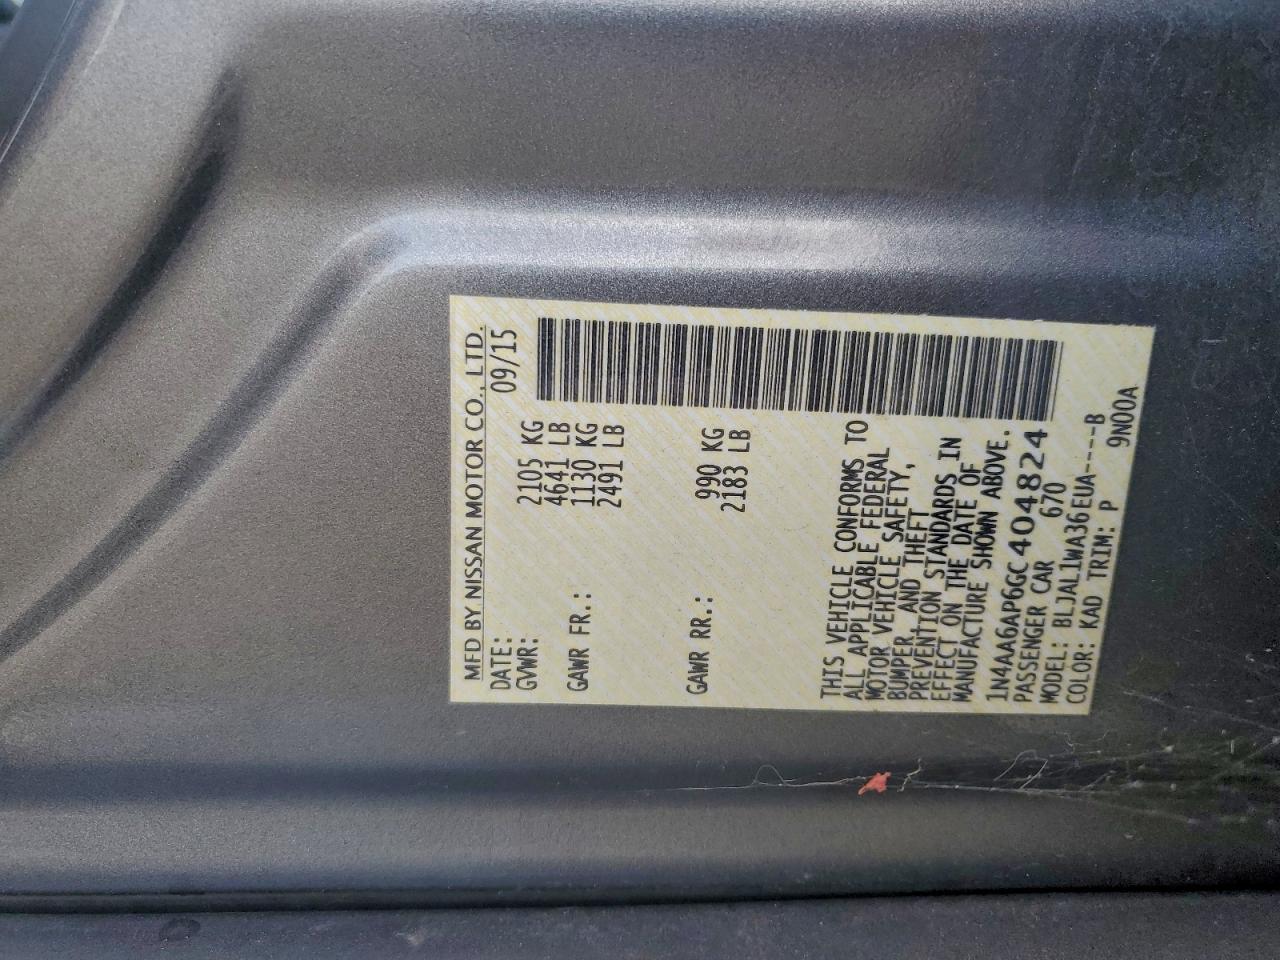 MFD BY NISSAN MOTOR CO., LTD.
DATE: 09/15
GVWR: 2105 KG
4641 LB
GAWR FR.: 1130 KG
2491 LB
GAWR RR.: 990 KG
2183 LB
THIS VEHICLE CONFORMS TO
ALL APPLICABLE FEDERAL
MOTOR VEHICLE SAFETY,
BUMPER, AND THEFT
PREVENTION STANDARDS IN
EFFECT ON THE DATE OF
MANUFACTURE SHOWN ABOVE.
1N4AA6AP6GC404824
PASSENGER CAR 670
MODEL: BLJAL1WA36EUA----B
COLOR: KAD TRIM: P 9N00A